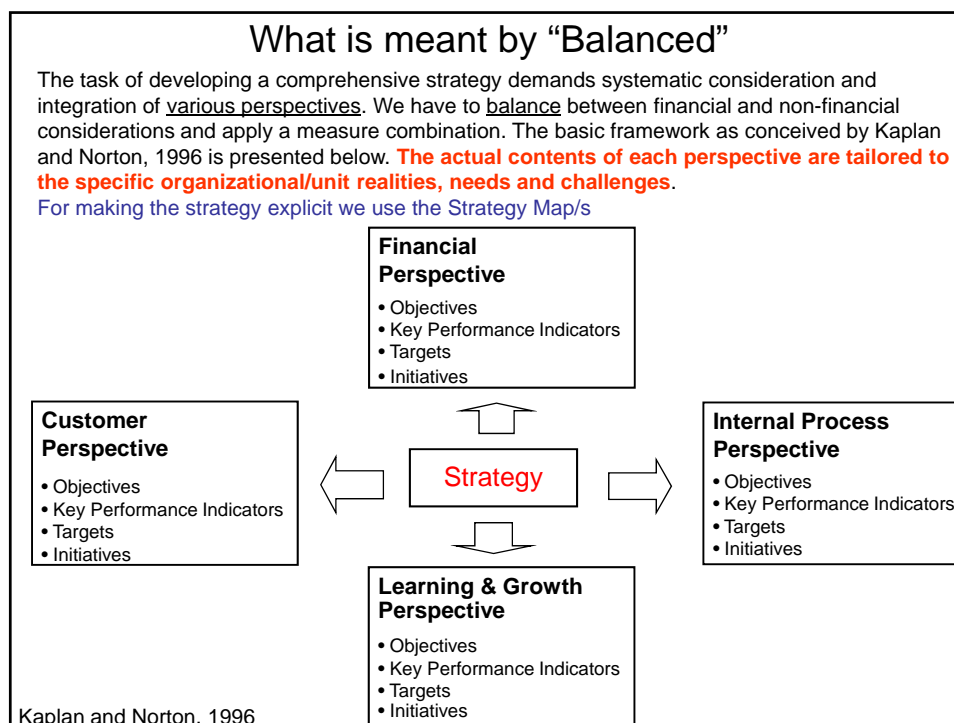 What is meant by “Balanced”
The task of developing a comprehensive strategy demands systematic consideration and
integration of various perspectives. We have to balance between financial and non-financial
considerations and apply a measure combination. The basic framework as conceived by Kaplan
and Norton, 1996 is presented below. The actual contents of each perspective are tailored to
the specific organizational/unit realities, needs and challenges.
For making the strategy explicit we use the Strategy Map/s
Financial
Perspective
• Objectives
• Key Performance Indicators
• Targets
• Initiatives
Customer
Perspective
• Objectives
• Key Performance Indicators
• Targets
• Initiatives
Strategy
Internal Process
Perspective
• Objectives
• Key Performance Indicators
• Targets
• Initiatives
Learning & Growth
Perspective
• Objectives
• Key Performance Indicators
• Targets
• Initiatives
Kaplan and Norton, 1996